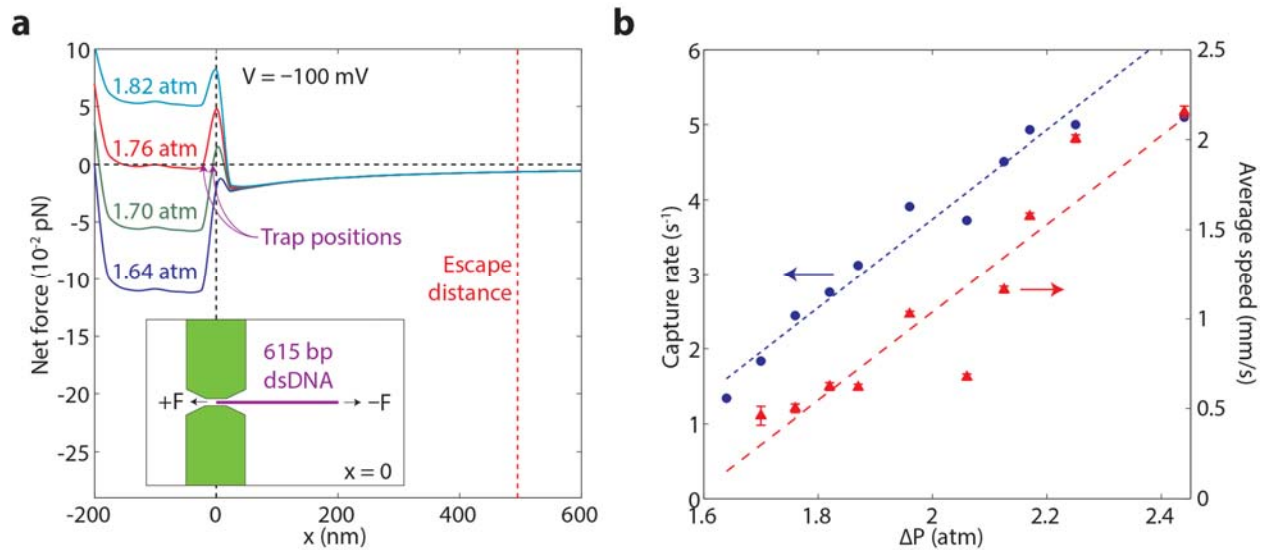 a
10
5
0
-5
-10
-15
-20
-25
Net force (10⁻² pN)
-200
0
200
400
600
x (nm)
V = −100 mV
1.82 atm
1.76 atm
1.70 atm
1.64 atm
Trap positions
Escape
distance
615 bp
dsDNA
+F
−F
x = 0
b
6
5
4
3
2
1
0
Capture rate (s⁻¹)
1.6
1.8
2
2.2
2.4
ΔP (atm)
2.5
2
1.5
1
0.5
0
Average speed (mm/s)